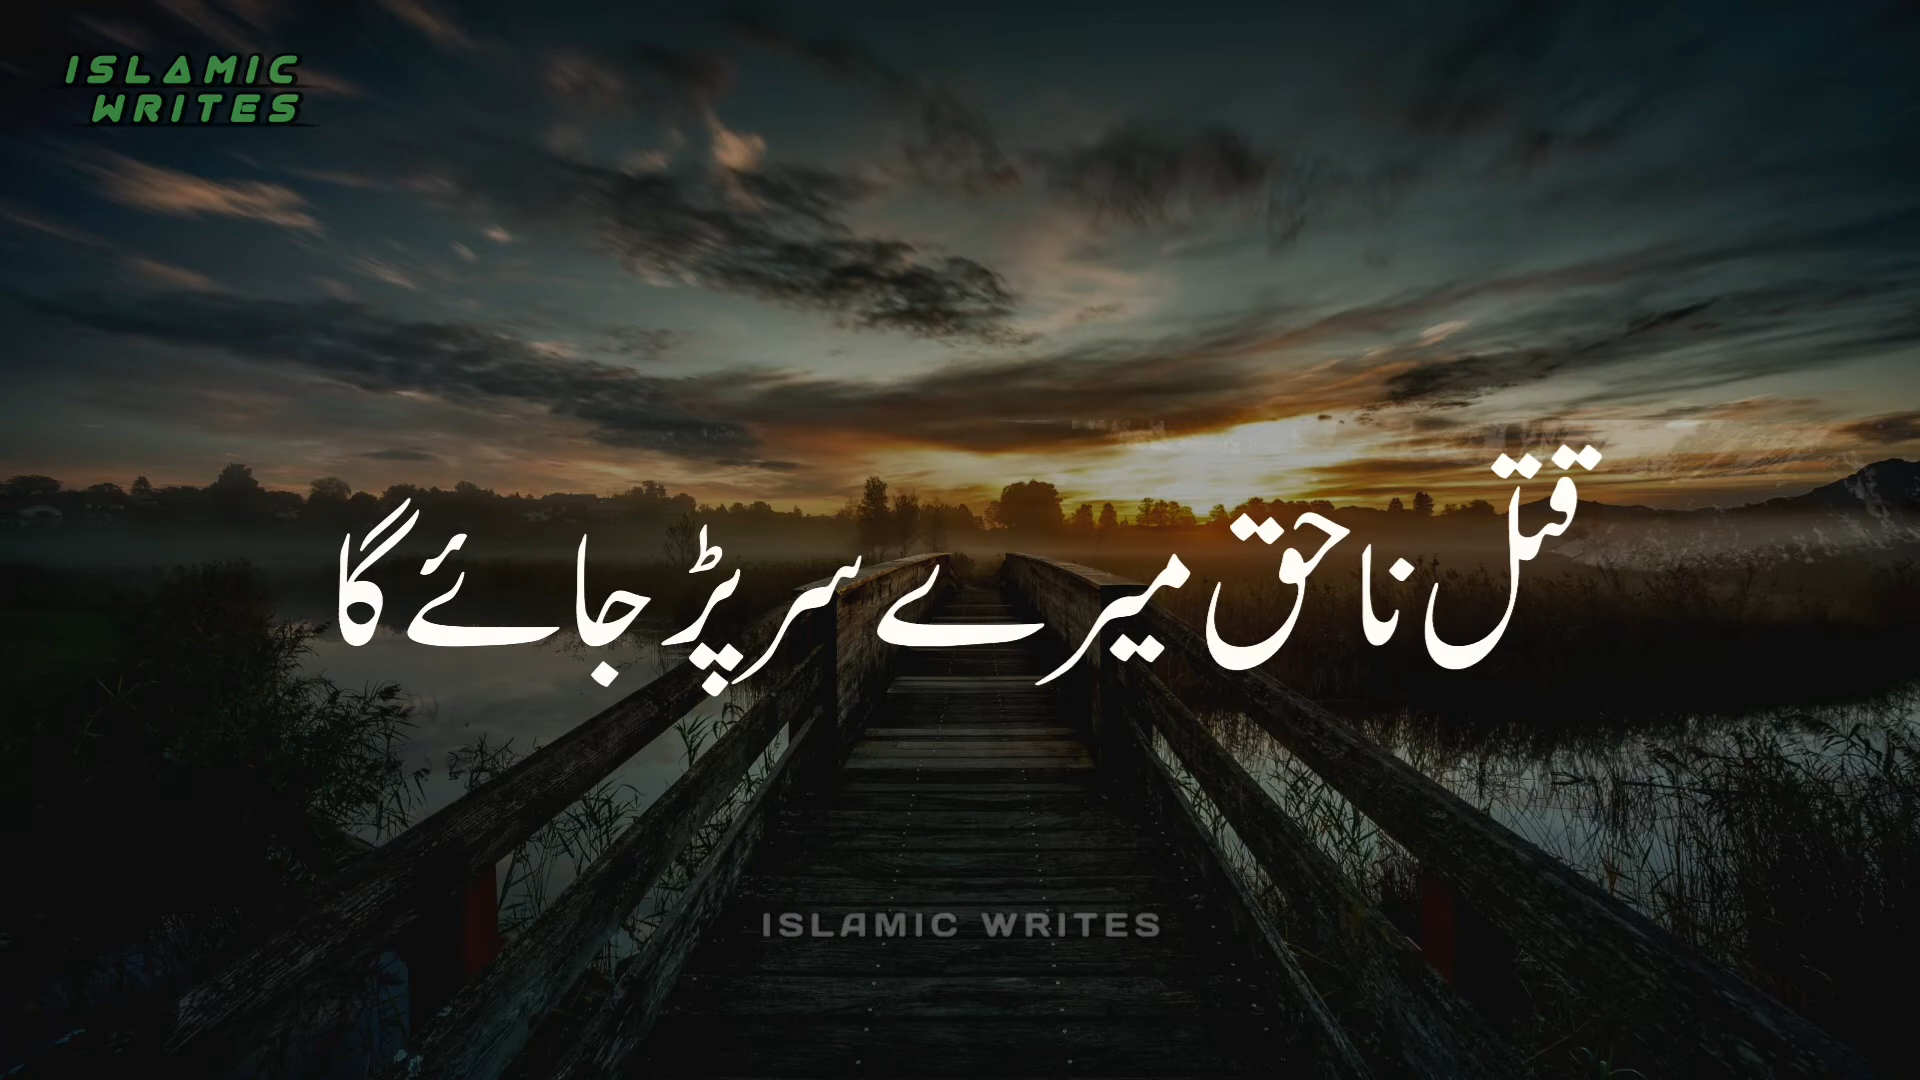 ISLAMIC
WRITES
قتل ناحق میرے سر پڑ جائے گا
ISLAMIC WRITES